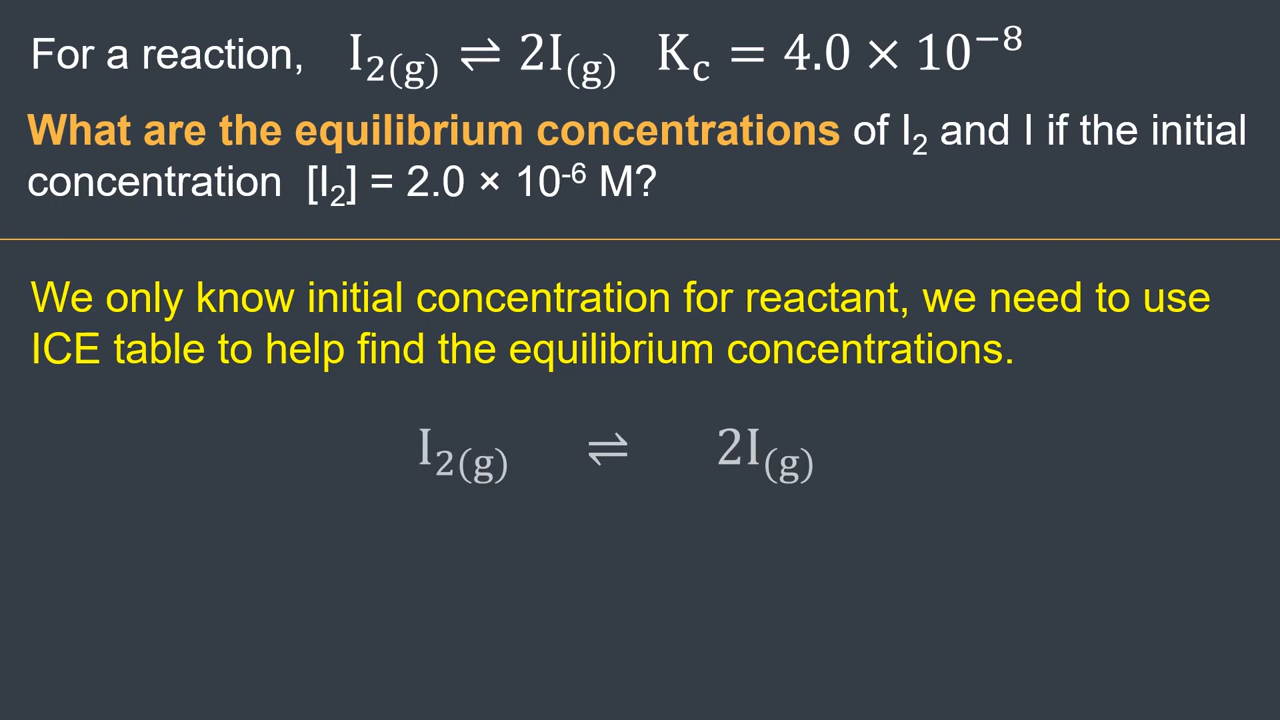 For a reaction, I₂(g) ⇌ 2I(g) Kc = 4.0 × 10⁻⁸
What are the equilibrium concentrations of I₂ and I if the initial
concentration [I₂] = 2.0 × 10⁻⁶ M?
We only know initial concentration for reactant, we need to use
ICE table to help find the equilibrium concentrations.
I₂(g) ⇌ 2I(g)